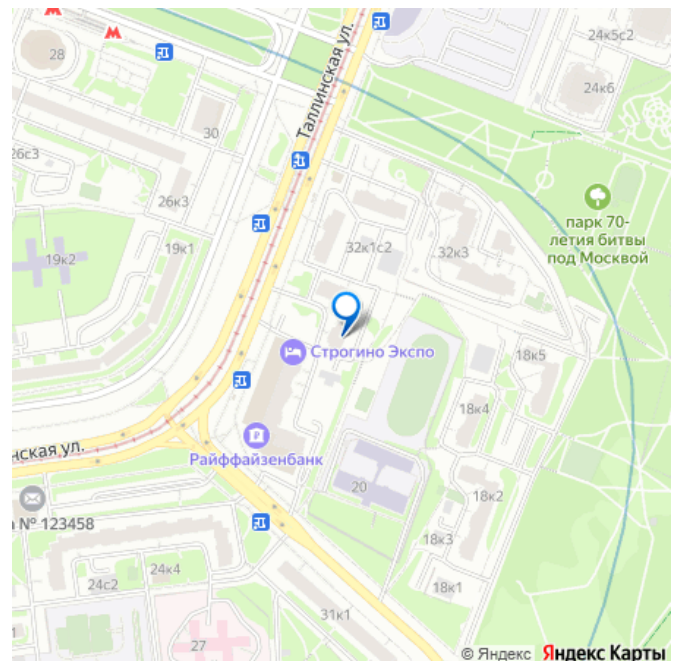 28
24к5с2
24к6
Таллинская ул.
30
26с3
26к3
парк 70-
летия битвы
под Москвой
19к1
19к2
32к1с2
32к3
Строгино Экспо
18к5
18к4
нская ул.
Райффайзенбанк
20
18к2
а № 123458
18к3
24с2
24к4
18к1
31к1
27
1
© Яндекс Яндекс Карты